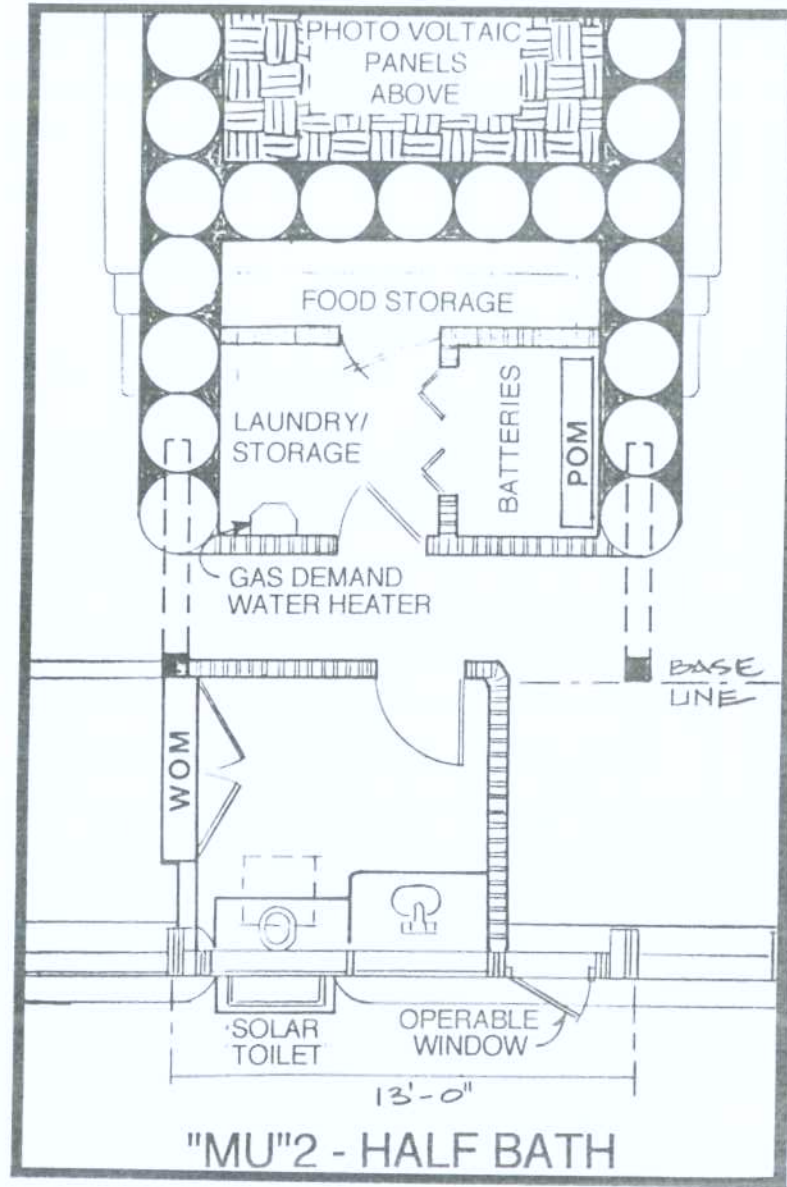 PHOTO VOLTAIC
PANELS
ABOVE
FOOD STORAGE
LAUNDRY/
STORAGE
BATTERIES
POM
GAS DEMAND
WATER HEATER
BASE
LINE
WOM
SOLAR
TOILET
OPERABLE
WINDOW
13'-0"
"MU"2 - HALF BATH